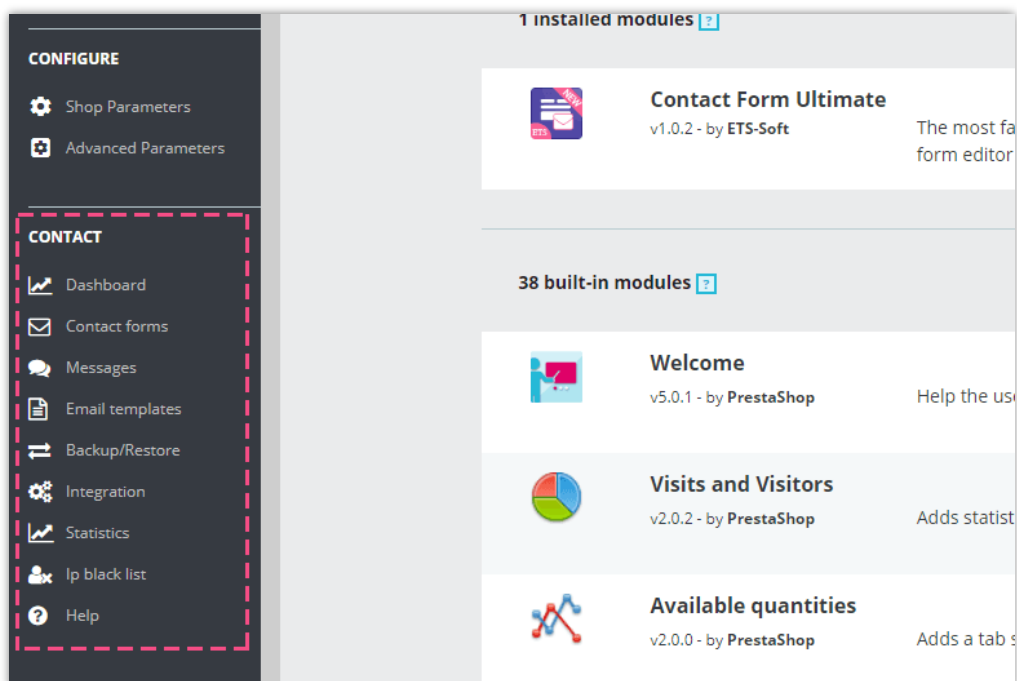 CONFIGURE
Shop Parameters
Advanced Parameters
CONTACT
Dashboard
Contact forms
Messages
Email templates
Backup/Restore
Integration
Statistics
Ip black list
Help
1 installed modules ?
NEW
ETS
Contact Form Ultimate
v1.0.2 - by ETS-Soft
The most fa
form editor
38 built-in modules ?
Welcome
v5.0.1 - by PrestaShop
Help the use
Visits and Visitors
v2.0.2 - by PrestaShop
Adds statist
Available quantities
v2.0.0 - by PrestaShop
Adds a tab s